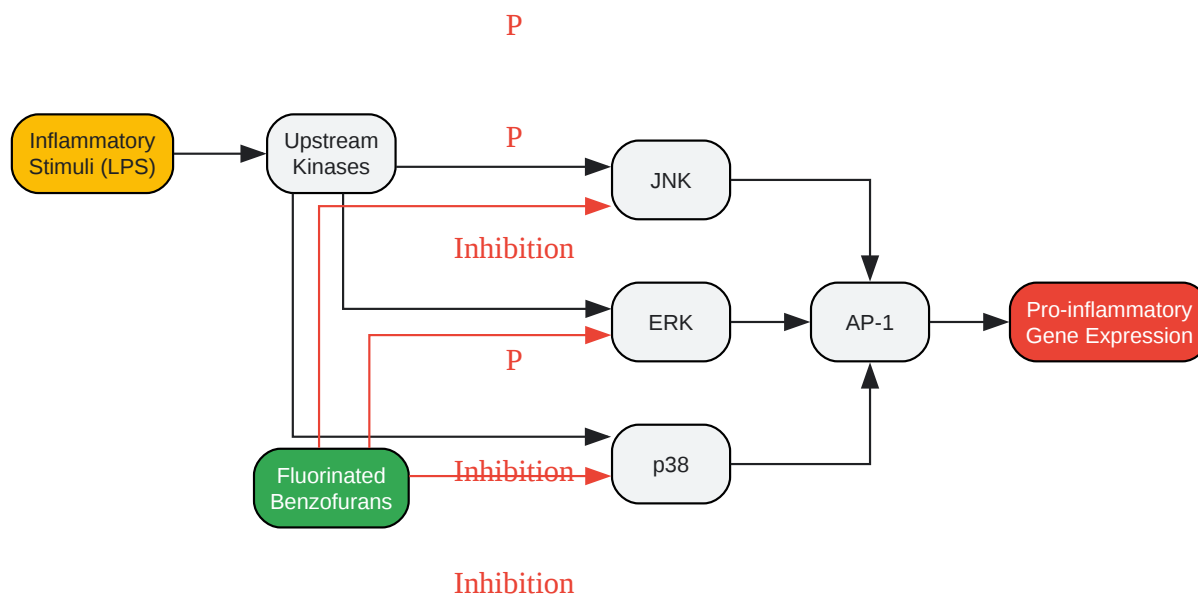 P
Inflammatory
Stimuli (LPS)
Upstream
Kinases
P
JNK
Inhibition
ERK
AP-1
Pro-inflammatory
Gene Expression
P
Fluorinated
Benzofurans
Inhibition
p38
Inhibition